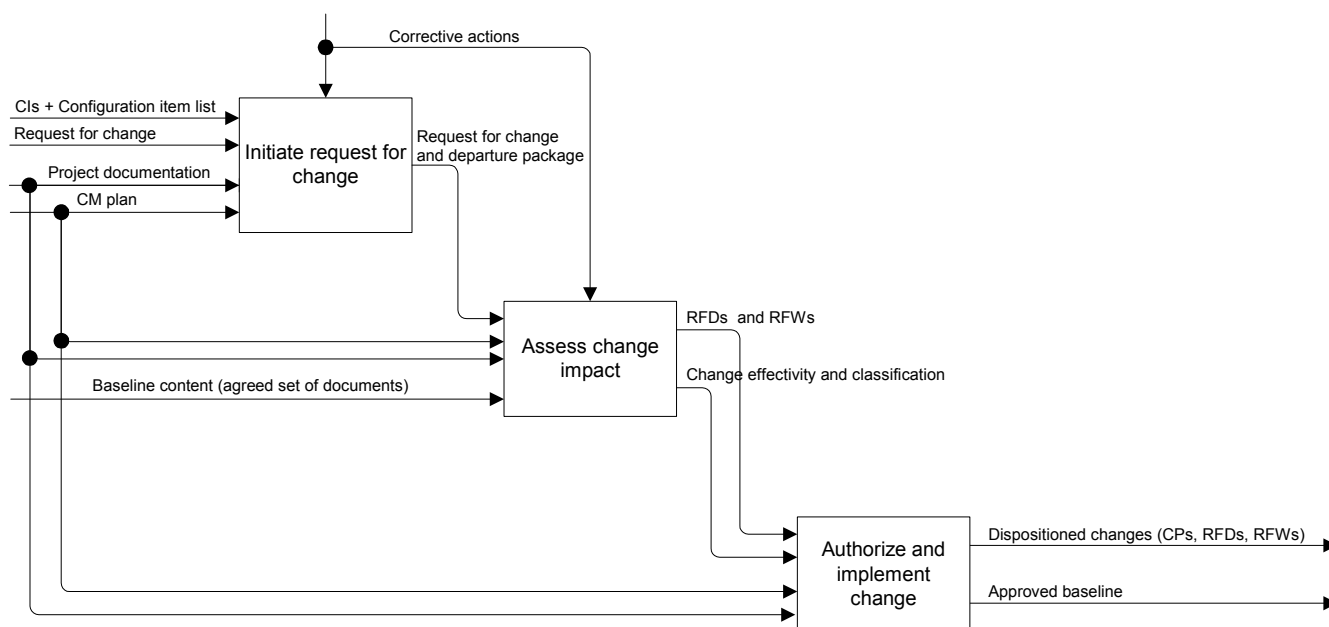 Corrective actions
CIs + Configuration item list
Request for change
Project documentation
CM plan
Initiate request for
change
Request for change
and departure package
Assess change
impact
Baseline content (agreed set of documents)
RFDs and RFWs
Change effectivity and classification
Authorize and
implement
change
Dispositioned changes (CPs, RFDs, RFWs)
Approved baseline